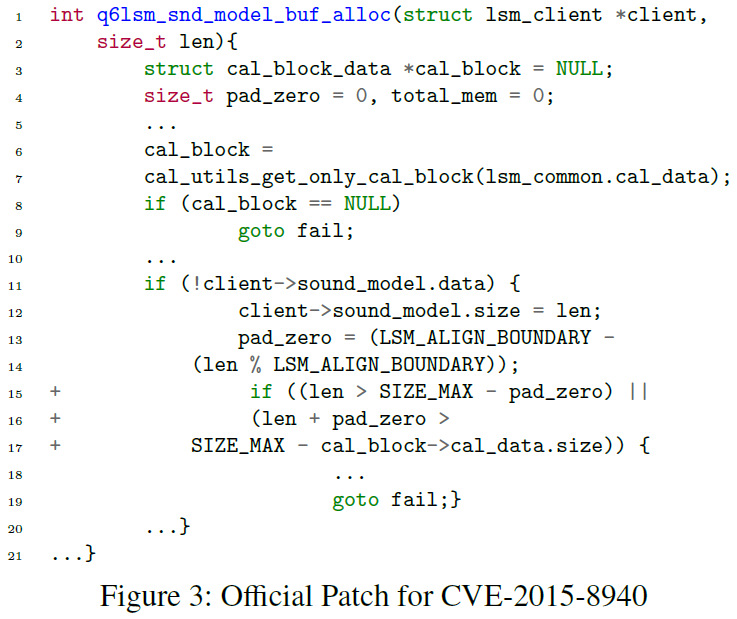 1 int q6lsm_snd_model_buf_alloc(struct lsm_client *client,
2 size_t len){
3 struct cal_block_data *cal_block = NULL;
4 size_t pad_zero = 0, total_mem = 0;
5 ...
6 cal_block =
7 cal_utils_get_only_cal_block(lsm_common.cal_data);
8 if (cal_block == NULL)
9 goto fail;
10 ...
11 if (!client->sound_model.data) {
12 client->sound_model.size = len;
13 pad_zero = (LSM_ALIGN_BOUNDARY -
14 (len % LSM_ALIGN_BOUNDARY));
15 + if ((len > SIZE_MAX - pad_zero) ||
16 + (len + pad_zero >
17 + SIZE_MAX - cal_block->cal_data.size)) {
18 ...
19 goto fail;}
20 ...}
21 ...}
Figure 3: Official Patch for CVE-2015-8940